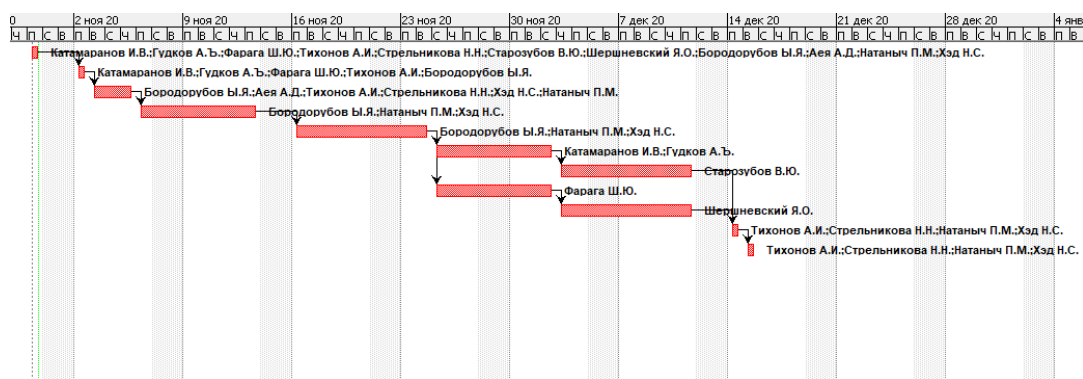 0 2 ноя 20 9 ноя 20 16 ноя 20 23 ноя 20 30 ноя 20 7 дек 20 14 дек 20 21 дек 20 28 дек 20 4 янв
Ч П С В П В С Ч П С В П В С Ч П С В П В С Ч П С В П В С Ч П С В П В С Ч П С В П В С Ч П С В П В С Ч П С В П В С Ч П С В П В С Ч П С В П В
Катамаранов И.В.;Гудков А.Ъ.;Фарага Ш.Ю.;Тихонов А.И.;Стрельникова Н.Н.;Старозубов В.Ю.;Шершневский Я.О.;Бородорубов Ы.Я.;Аея А.Д.;Натаныч П.М.;Хэд Н.С.
Катамаранов И.В.;Гудков А.Ъ.;Фарага Ш.Ю.;Тихонов А.И.;Бородорубов Ы.Я.
Бородорубов Ы.Я.;Аея А.Д.;Тихонов А.И.;Стрельникова Н.Н.;Хэд Н.С.;Натаныч П.М.
Бородорубов Ы.Я.;Натаныч П.М.;Хэд Н.С.
Бородорубов Ы.Я.;Натаныч П.М.;Хэд Н.С.
Катамаранов И.В.;Гудков А.Ъ.
Старозубов В.Ю.
Фарага Ш.Ю.
Шершневский Я.О.
Тихонов А.И.;Стрельникова Н.Н.;Натаныч П.М.;Хэд Н.С.
Тихонов А.И.;Стрельникова Н.Н.;Натаныч П.М.;Хэд Н.С.